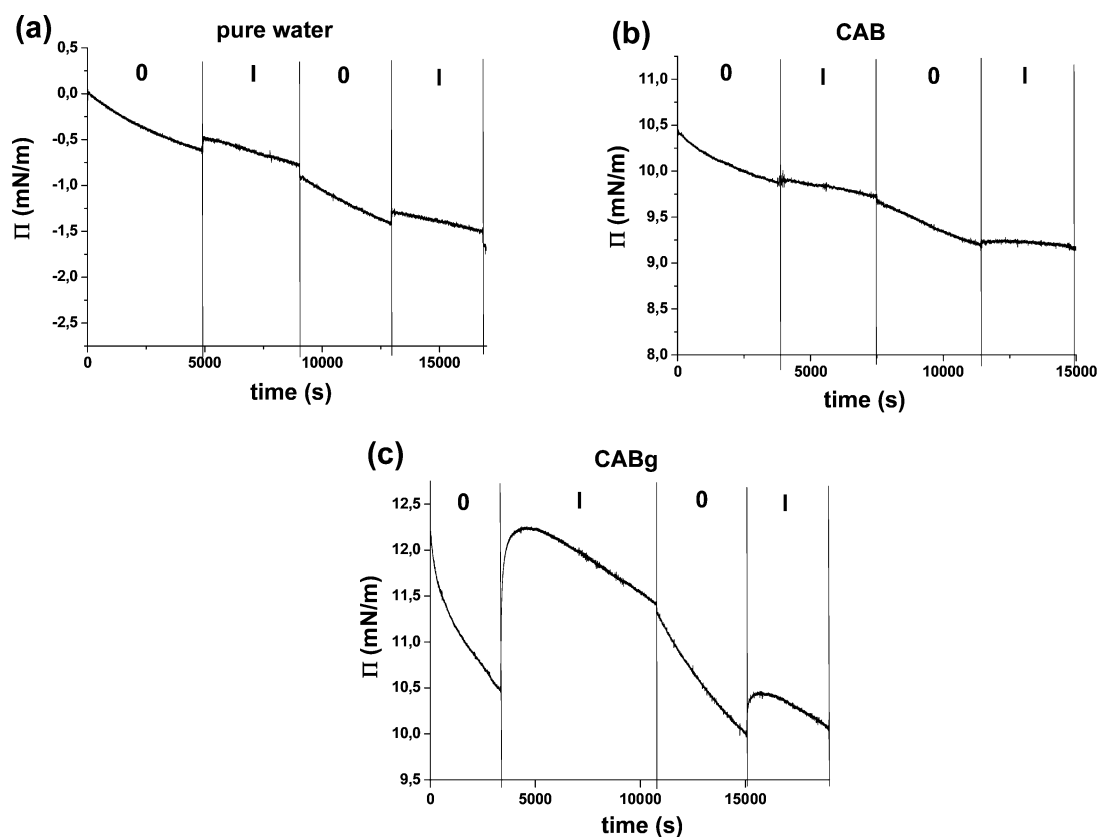 (a)
pure water
0,5
0,0
-0,5
-1,0
-1,5
-2,0
-2,5
Π (mN/m)
0 I 0 I
0 5000 10000 15000
time (s)
(b)
CAB
11,0
10,5
10,0
9,5
9,0
8,5
8,0
Π (mN/m)
0 I 0 I
0 5000 10000 15000
time (s)
(c)
CABg
12,5
12,0
11,5
11,0
10,5
10,0
9,5
Π (mN/m)
0 I 0 I
0 5000 10000 15000
time (s)